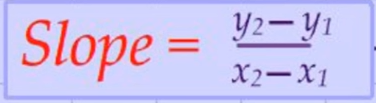 Slope = y₂ − y₁
x₂ − x₁